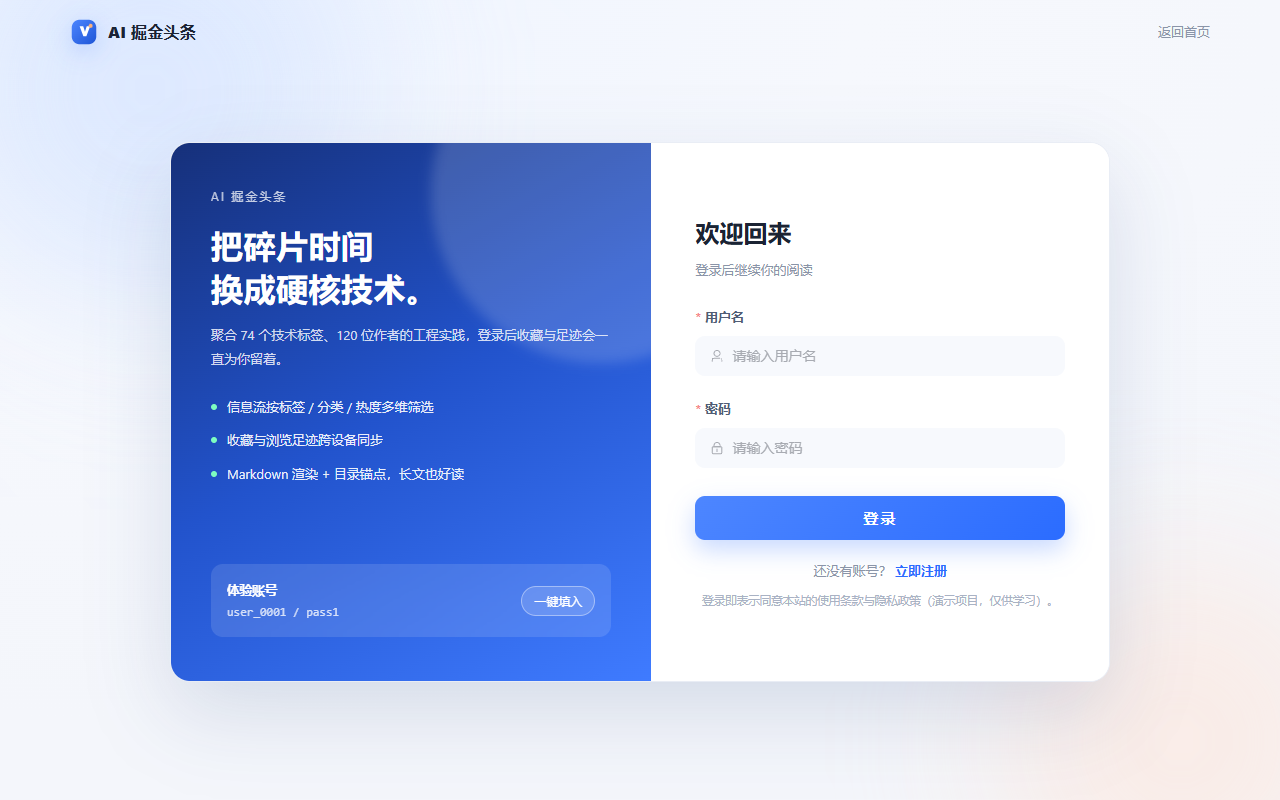 AI 掘金头条
返回首页
AI 掘金头条
把碎片时间
换成硬核技术。
聚合 74 个技术标签、120 位作者的工程实践，登录后收藏与足迹会一
直为你留着。
信息流按标签 / 分类 / 热度多维筛选
收藏与浏览足迹跨设备同步
Markdown 渲染 + 目录锚点，长文也好读
体验账号
user_0001 / pass1
一键填入
欢迎回来
登录后继续你的阅读
* 用户名
请输入用户名
* 密码
请输入密码
登录
还没有账号？ 立即注册
登录即表示同意本站的使用条款与隐私政策（演示项目，仅供学习）。